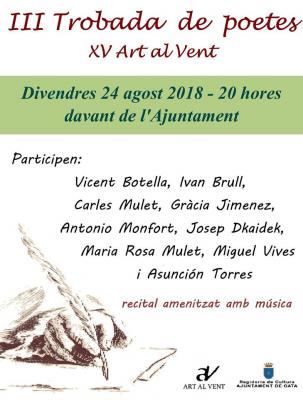 III Trobada de poetes
XV Art al Vent
Divendres 24 agost 2018 - 20 hores
davant de l'Ajuntament
Participen:
Vicent Botella, Ivan Brull,
Carles Mulet, Gràcia Jimenez,
Antonio Monfort, Josep Dkaidek,
Maria Rosa Mulet, Miguel Vives
i Asunción Torres
recital amenitzat amb música
ART AL VENT
Regidoria de Cultura
AJUNTAMENT DE GATA